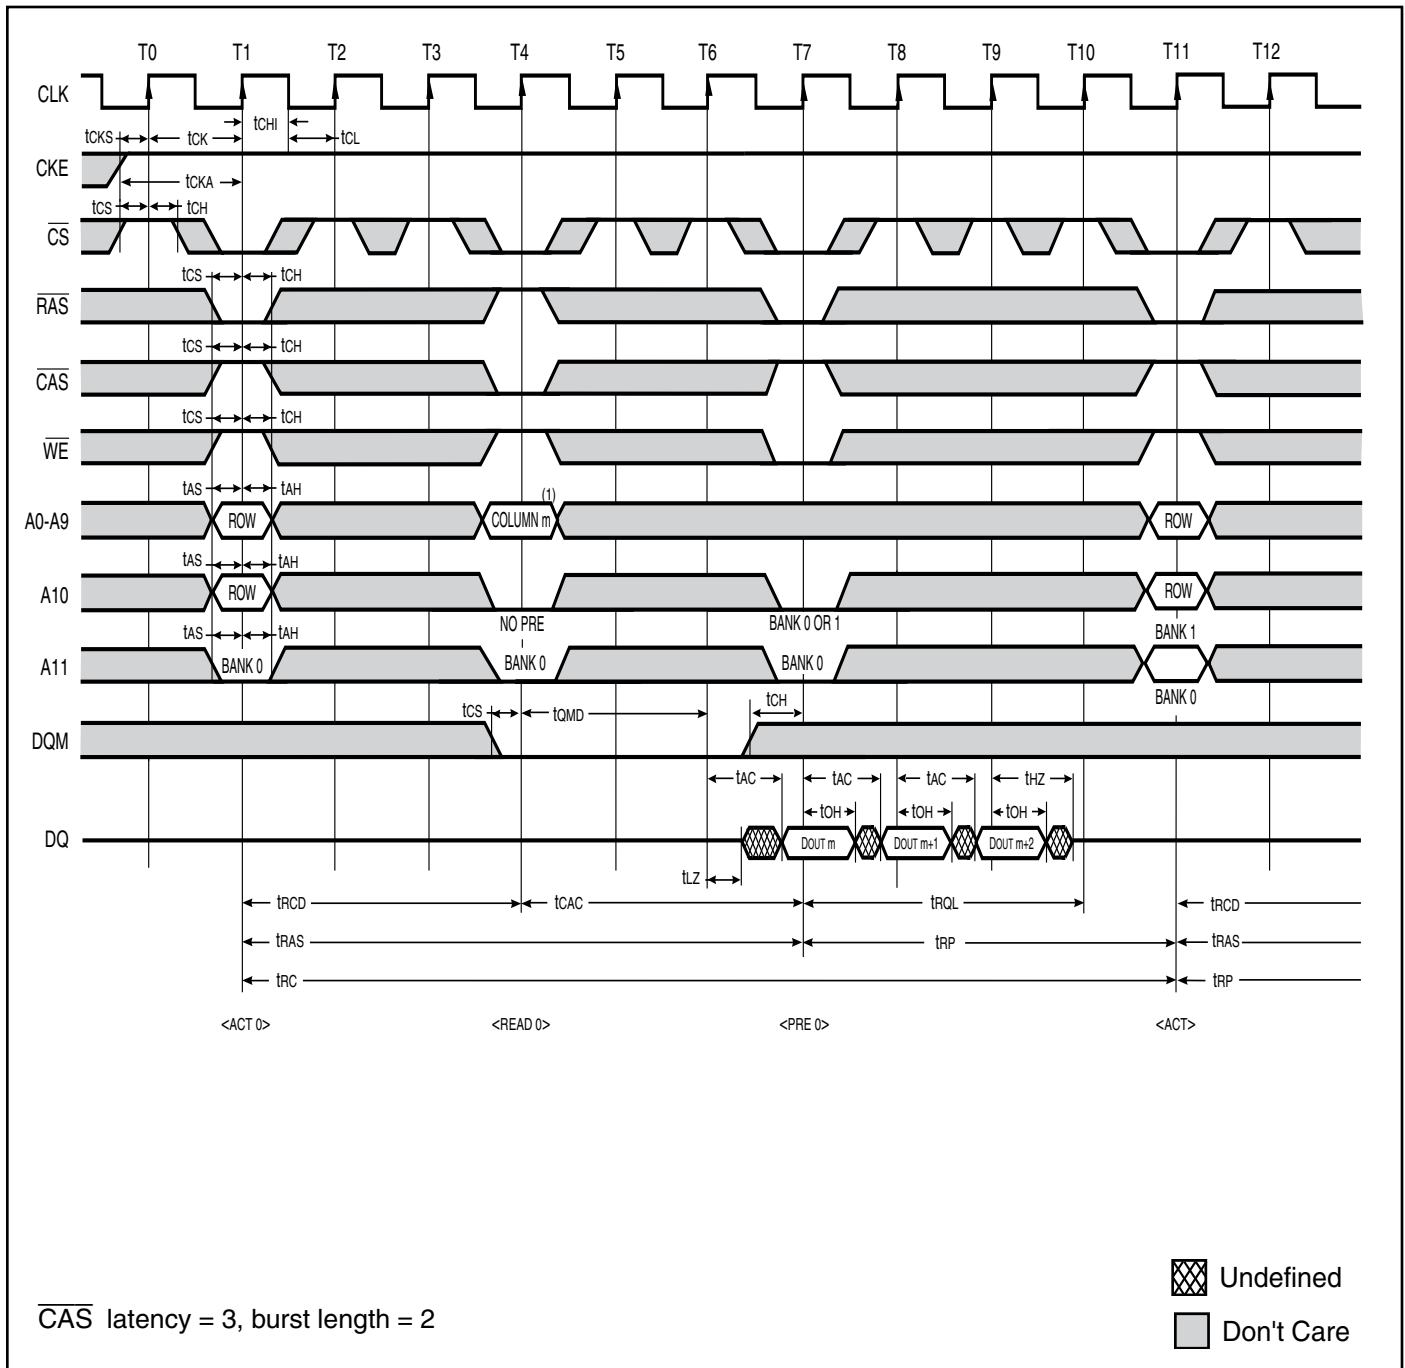 T0 T1 T2 T3 T4 T5 T6 T7 T8 T9 T10 T11 T12
CLK
tCHI
tCKS tCK tCL
CKE
tCKA
tCS tCH
CS
tCS tCH
RAS
tCS tCH
CAS
tCS tCH
WE
tAS tAH
(1)
A0-A9 ROW COLUMN m ROW
tAS tAH
A10 ROW ROW
NO PRE BANK 0 OR 1
tAS tAH BANK 1
A11 BANK 0 BANK 0 BANK 0
BANK 0
tCS tQMD tCH
DQM
tAC tAC tAC tHZ
tOH tOH tOH
DQ DOUT m DOUT m+1 DOUT m+2
tLZ
tRCD tCAC tRQL tRCD
tRAS tRP tRAS
tRC tRP
<ACT 0> <READ 0> <PRE 0> <ACT>
Undefined
CAS latency = 3, burst length = 2
Don't Care